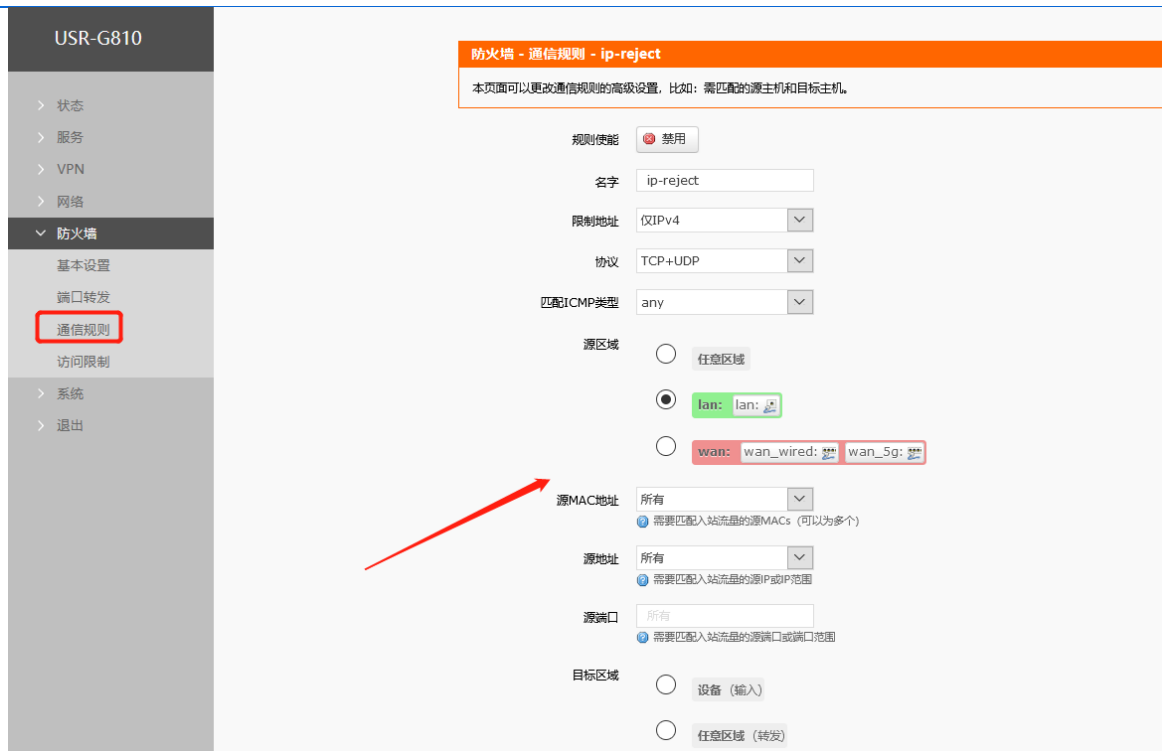 USR-G810
状态
服务
VPN
网络
防火墙
基本设置
端口转发
通信规则
访问限制
系统
退出
防火墙 - 通信规则 - ip-reject
本页面可以更改通信规则的高级设置，比如：需匹配的源主机和目标主机。
规则使能 禁用
名字 ip-reject
限制地址 仅IPv4
协议 TCP+UDP
匹配ICMP类型 any
源区域
任意区域
lan: lan:
wan: wan_wired: wan_5g:
源MAC地址 所有
需要匹配入站流量的源MACs（可以为多个）
源地址 所有
需要匹配入站流量的源IP或IP范围
源端口 所有
需要匹配入站流量的源端口或端口范围
目标区域
设备（输入）
任意区域（转发）